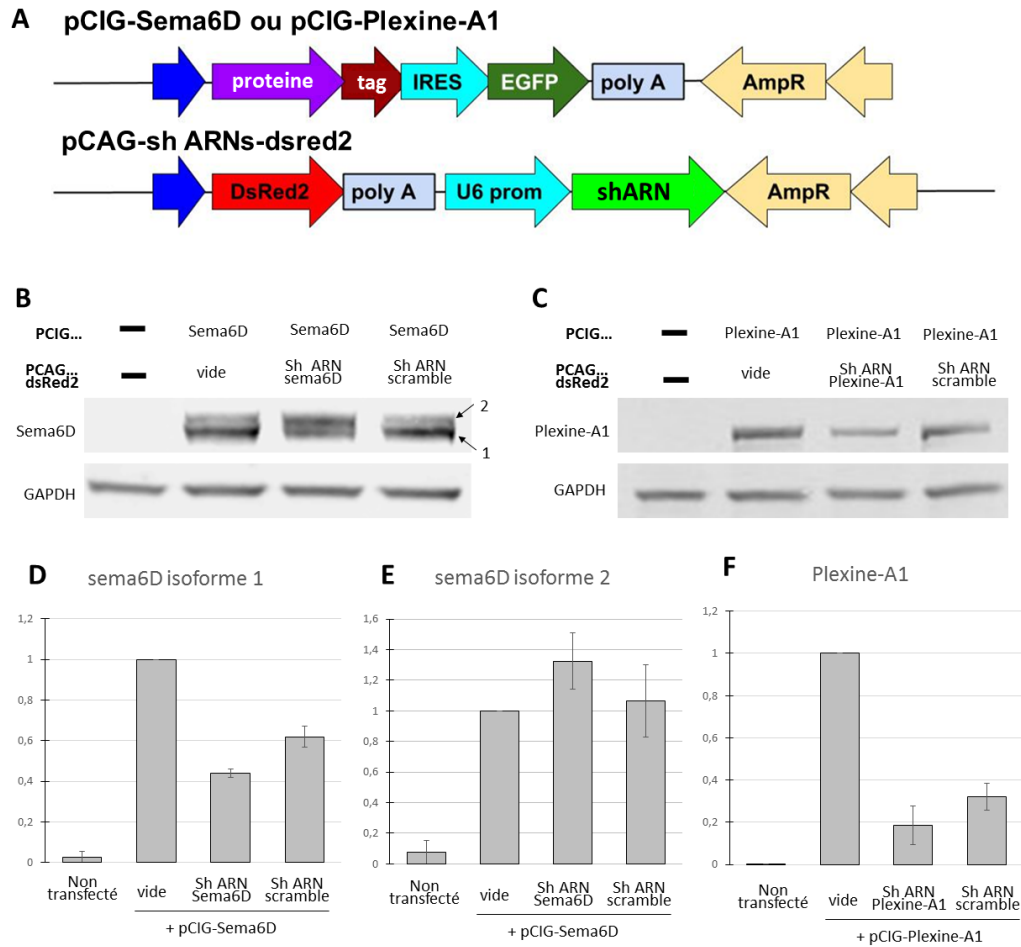 A
pCIG-Sema6D ou pCIG-Plexine-A1
proteine tag IRES EGFP poly A AmpR
pCAG-sh ARNs-dsred2
DsRed2 poly A U6 prom shARN AmpR
B
PCIG... Sema6D Sema6D Sema6D
PCAG... vide Sh ARN Sh ARN
dsRed2 sema6D scramble
2
Sema6D
1
GAPDH
C
PCIG... Plexine-A1 Plexine-A1 Plexine-A1
PCAG... vide Sh ARN Sh ARN
dsRed2 Plexine-A1 scramble
Plexine-A1
GAPDH
D
sema6D isoforme 1
1,2
1
0,8
0,6
0,4
0,2
0
Non vide Sh ARN Sh ARN
transfecté Sema6D scramble
+ pCIG-Sema6D
E
sema6D isoforme 2
1,6
1,4
1,2
1
0,8
0,6
0,4
0,2
0
Non vide Sh ARN Sh ARN
transfecté Sema6D scramble
+ pCIG-Sema6D
F
Plexine-A1
1,2
1
0,8
0,6
0,4
0,2
0
Non vide Sh ARN Sh ARN
transfecté Plexine-A1 scramble
+ pCIG-Plexine-A1